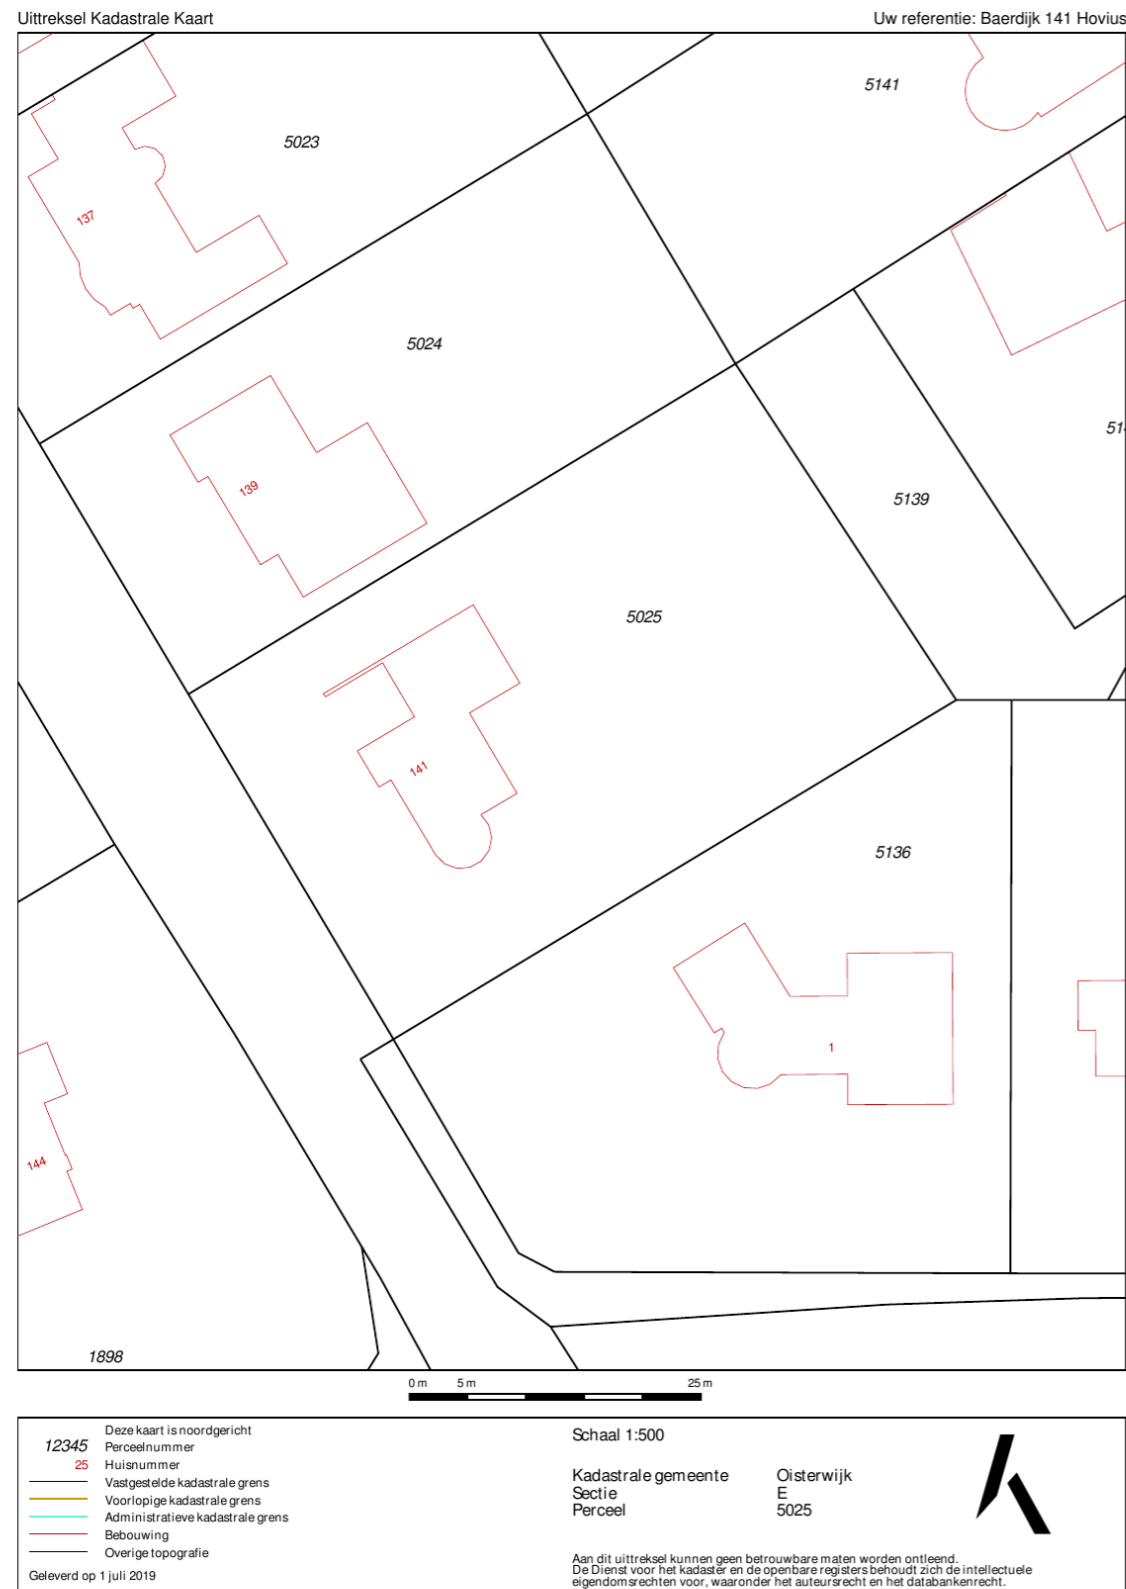 Uittreksel Kadastrale Kaart
Uw referentie: Baerdijk 141 Hovius
5141
5023
137
5024
51
139
5139
5025
141
5136
1
144
1898
0 m 5 m 25 m
Deze kaart is noordgericht
12345 Perceelnummer
25 Huisnummer
Vastgestelde kadastrale grens
Voorlopige kadastrale grens
Administratieve kadastrale grens
Bebouwing
Overige topografie
Geleverd op 1 juli 2019
Schaal 1:500
Kadastrale gemeente Oisterwijk
Sectie E
Perceel 5025
Aan dit uittreksel kunnen geen betrouwbare maten worden ontleend.
De Dienst voor het kadaster en de openbare registers behoudt zich de intellectuele
eigendomsrechten voor, waaronder het auteursrecht en het databankenrecht.